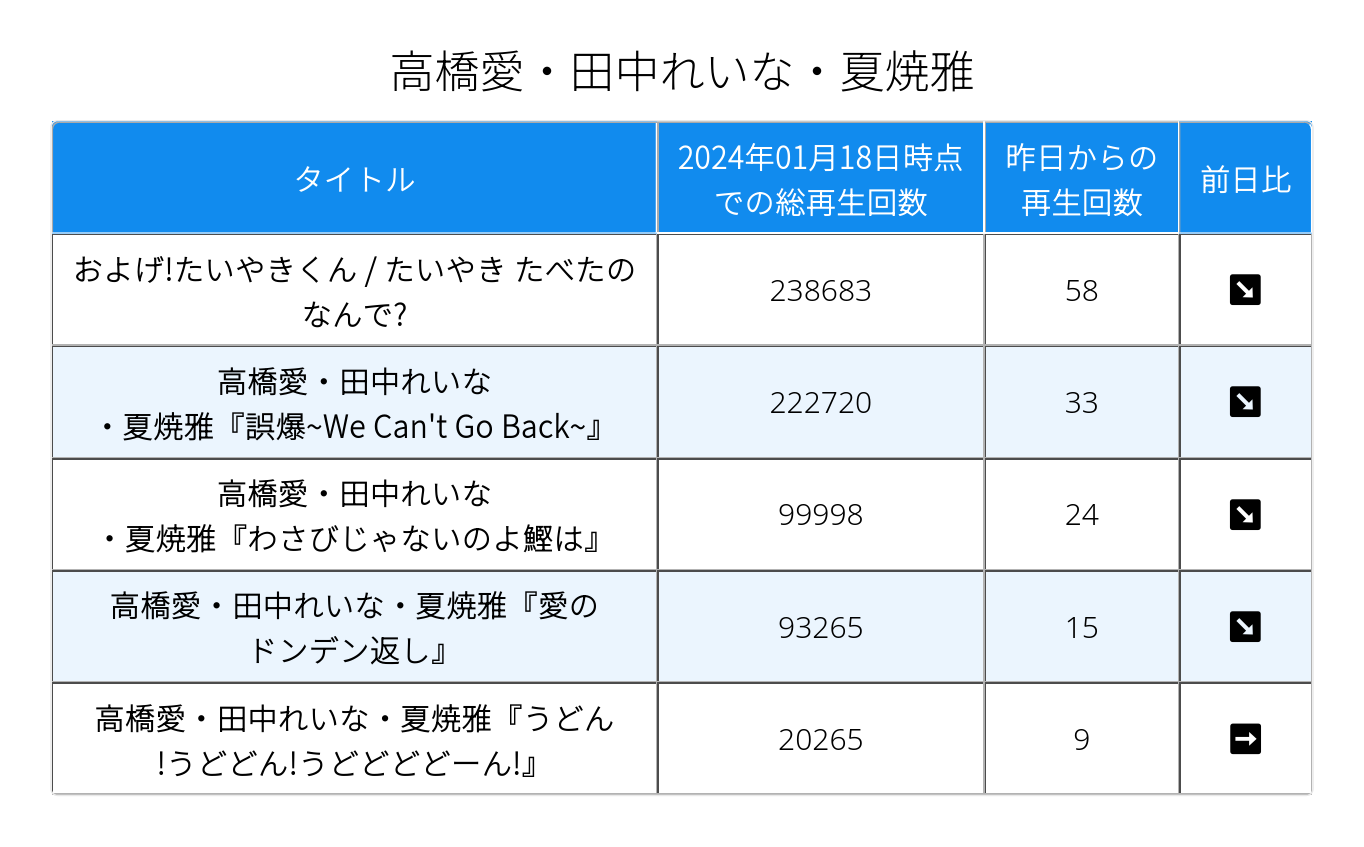 高橋愛・田中れいな・夏焼雅
タイトル
2024年01月18日時点
での総再生回数
昨日からの
再生回数
前日比
およげ!たいやきくん / たいやき たべたの
なんで?
238683
58
高橋愛・田中れいな
・夏焼雅『誤爆~We Can't Go Back~』
222720
33
高橋愛・田中れいな
・夏焼雅『わさびじゃないのよ鰹は』
99998
24
高橋愛・田中れいな・夏焼雅『愛の
ドンデン返し』
93265
15
高橋愛・田中れいな・夏焼雅『うどん
!うどどん!うどどどどーん!』
20265
9